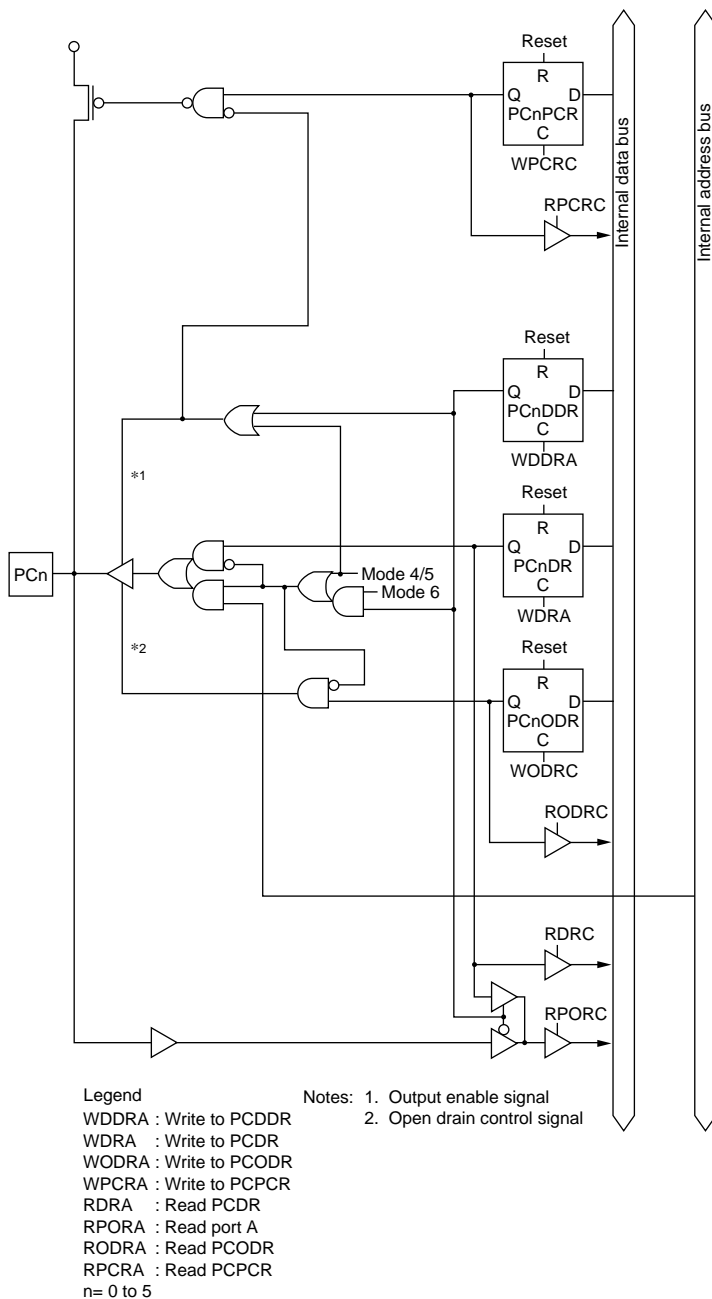 Reset
R
Q D
PCnPCR
C
WPCRC
RPCRC
Internal data bus
Internal address bus
Reset
R
Q D
PCnDDR
C
WDDRA
*1
Reset
R
Q D
PCnDR
C
WDRA
PCn
Mode 4/5
Mode 6
*2
Reset
R
Q D
PCnODR
C
WODRC
RODRC
RDRC
RPORC
Legend
WDDRA : Write to PCDDR
WDRA : Write to PCDR
WODRA : Write to PCODR
WPCRA : Write to PCPCR
RDRA : Read PCDR
RPORA : Read port A
RODRA : Read PCODR
RPCRA : Read PCPCR
n= 0 to 5
Notes: 1. Output enable signal
2. Open drain control signal